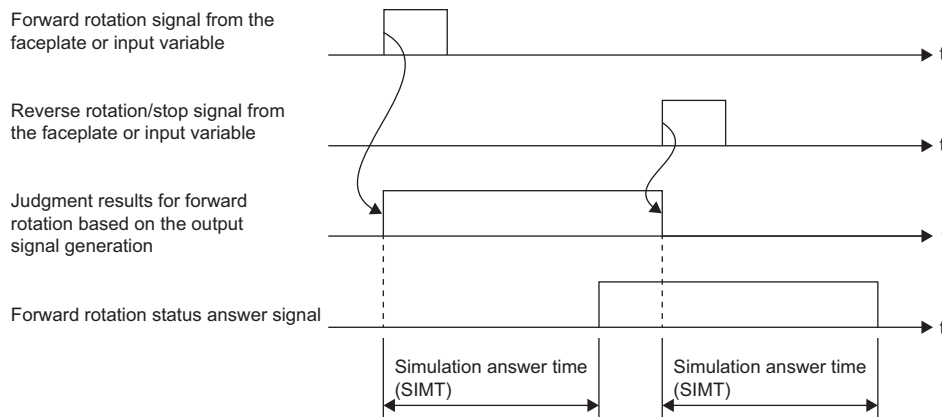 Forward rotation signal from the
faceplate or input variable
t
Reverse rotation/stop signal from
the faceplate or input variable
t
Judgment results for forward
rotation based on the output
signal generation
Forward rotation status answer signal
t
Simulation answer time
(SIMT)
Simulation answer time
(SIMT)